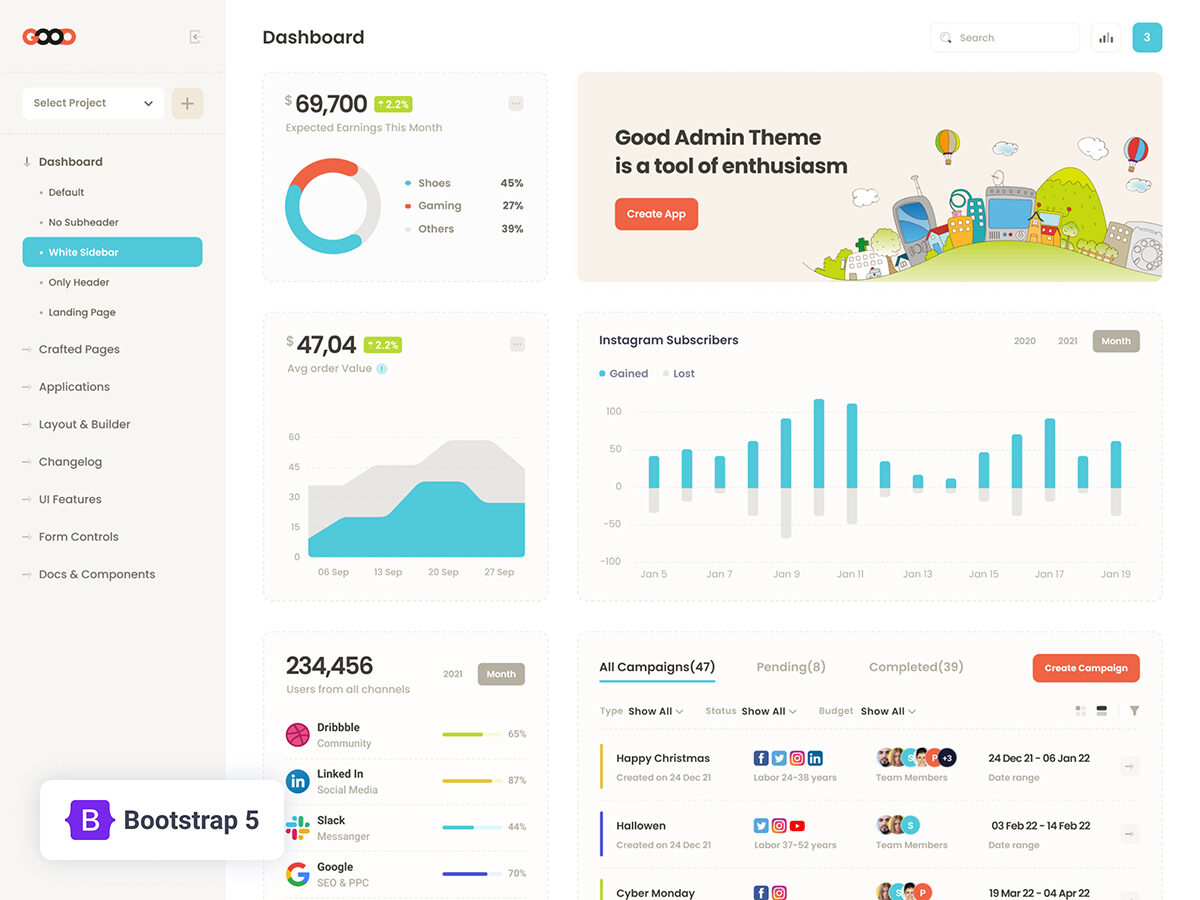 GOOD
Dashboard
Search
3
Select Project
Dashboard
Default
No Subheader
White Sidebar
Only Header
Landing Page
Crafted Pages
Applications
Layout & Builder
Changelog
UI Features
Form Controls
Docs & Components
$ 69,700 2.2%
Expected Earnings This Month
Shoes 45%
Gaming 27%
Others 39%
Good Admin Theme
is a tool of enthusiasm
Create App
$ 47,04 2.2%
Avg order Value
60
45
30
15
0
06 Sep 13 Sep 20 Sep 27 Sep
Instagram Subscribers
2020 2021 Month
Gained Lost
100
50
0
-50
-100
Jan 5 Jan 7 Jan 9 Jan 11 Jan 13 Jan 15 Jan 17 Jan 19
234,456
Users from all channels
2021 Month
Dribbble
Community
65%
Linked In
Social Media
87%
Slack
Messanger
44%
Google
SEO & PPC
70%
All Campaigns(47) Pending(8) Completed(39)
Create Campaign
Type Show All Status Show All Budget Show All
Happy Christmas
Created on 24 Dec 21
Labor 24-38 years
S P +3
Team Members
24 Dec 21 - 06 Jan 22
Date range
Hallowen
Created on 24 Dec 21
Labor 37-52 years
S
Team Members
03 Feb 22 - 14 Feb 22
Date range
Cyber Monday
S P
19 Mar 22 - 04 Apr 22
B Bootstrap 5